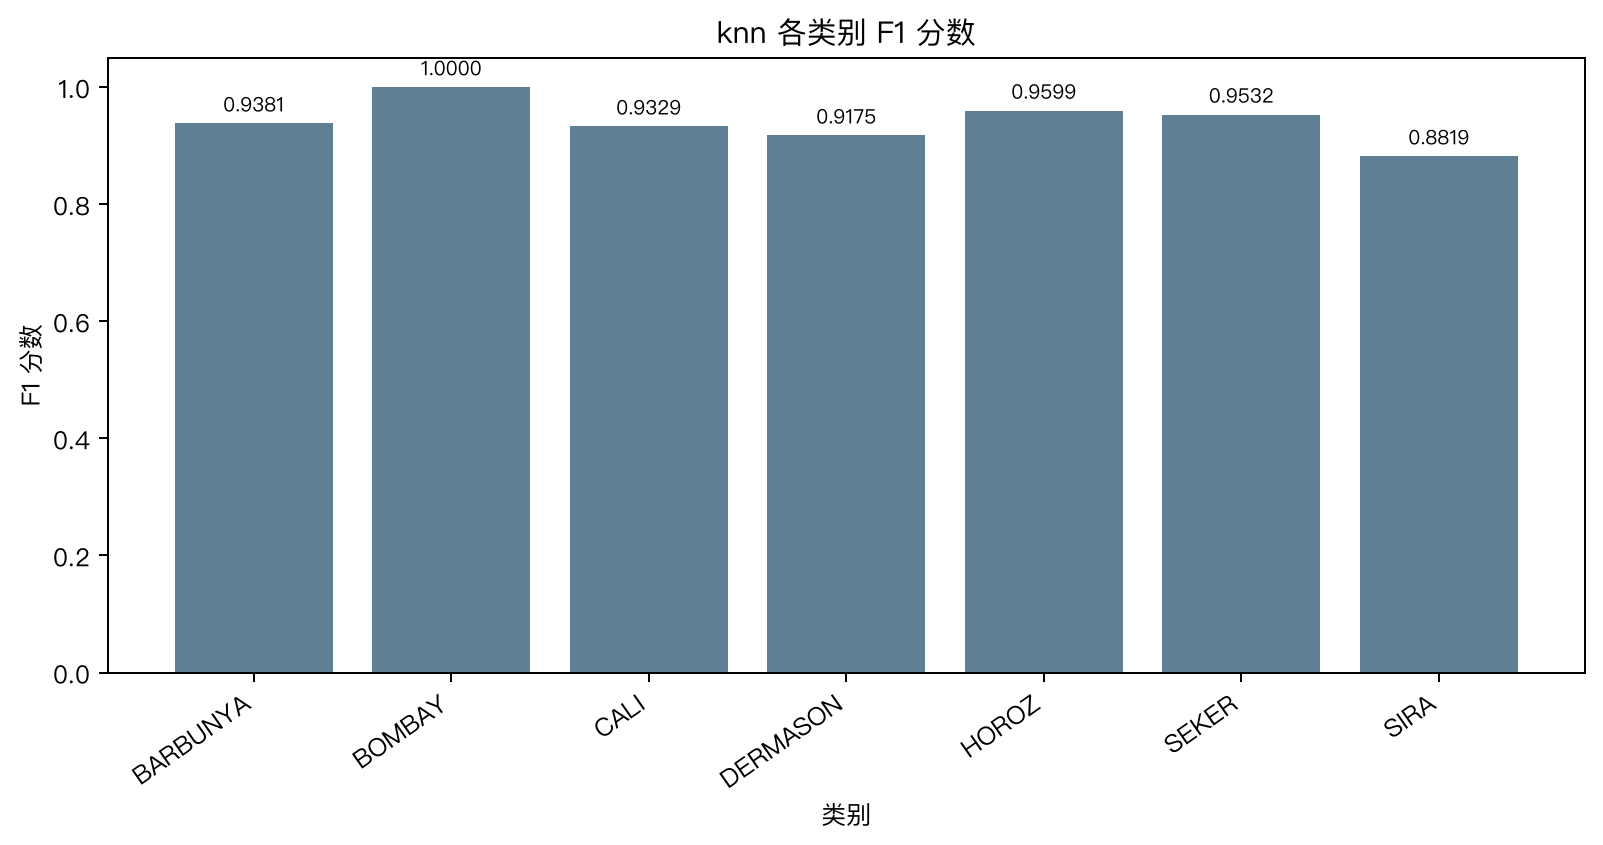 knn 各类别 F1 分数
1.0000
0.9381
0.9329
0.9175
0.9599
0.9532
0.8819
1.0
0.8
0.6
0.4
0.2
0.0
F1 分数
BARBUNYA
BOMBAY
CALI
DERMASON
HOROZ
SEKER
SIRA
类别